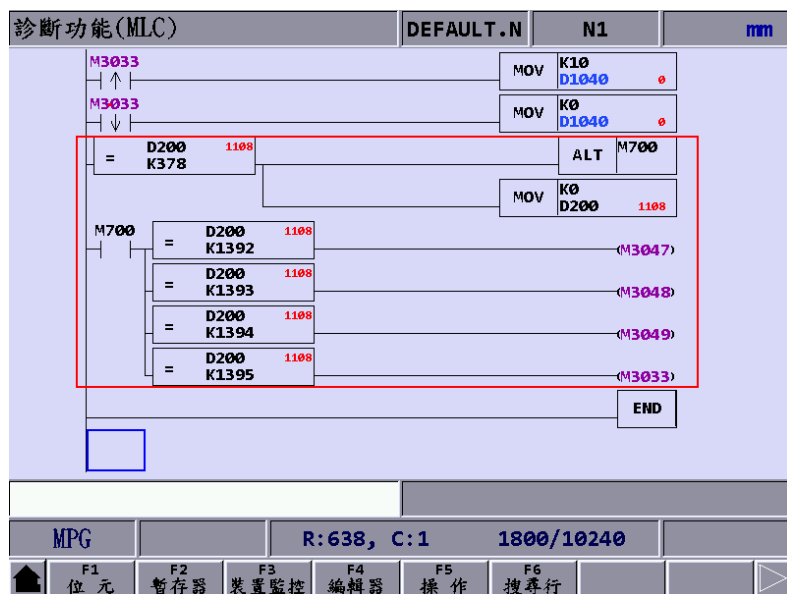 診斷功能(MLC) DEFAULT.N N1 mm
M3033 MOV K10 D1040 0
M3033 MOV K0 D1040 0
= D200 1108 K378 ALT M700
MOV K0 D200 1108
M700 = D200 1108 K1392 (M3047)
= D200 1108 K1393 (M3048)
= D200 1108 K1394 (M3049)
= D200 1108 K1395 (M3033)
END
MPG R:638, C:1 1800/10240
F1 F2 F3 F4 F5 F6
位 元 暫存器 裝置監控 編輯器 操 作 搜尋行